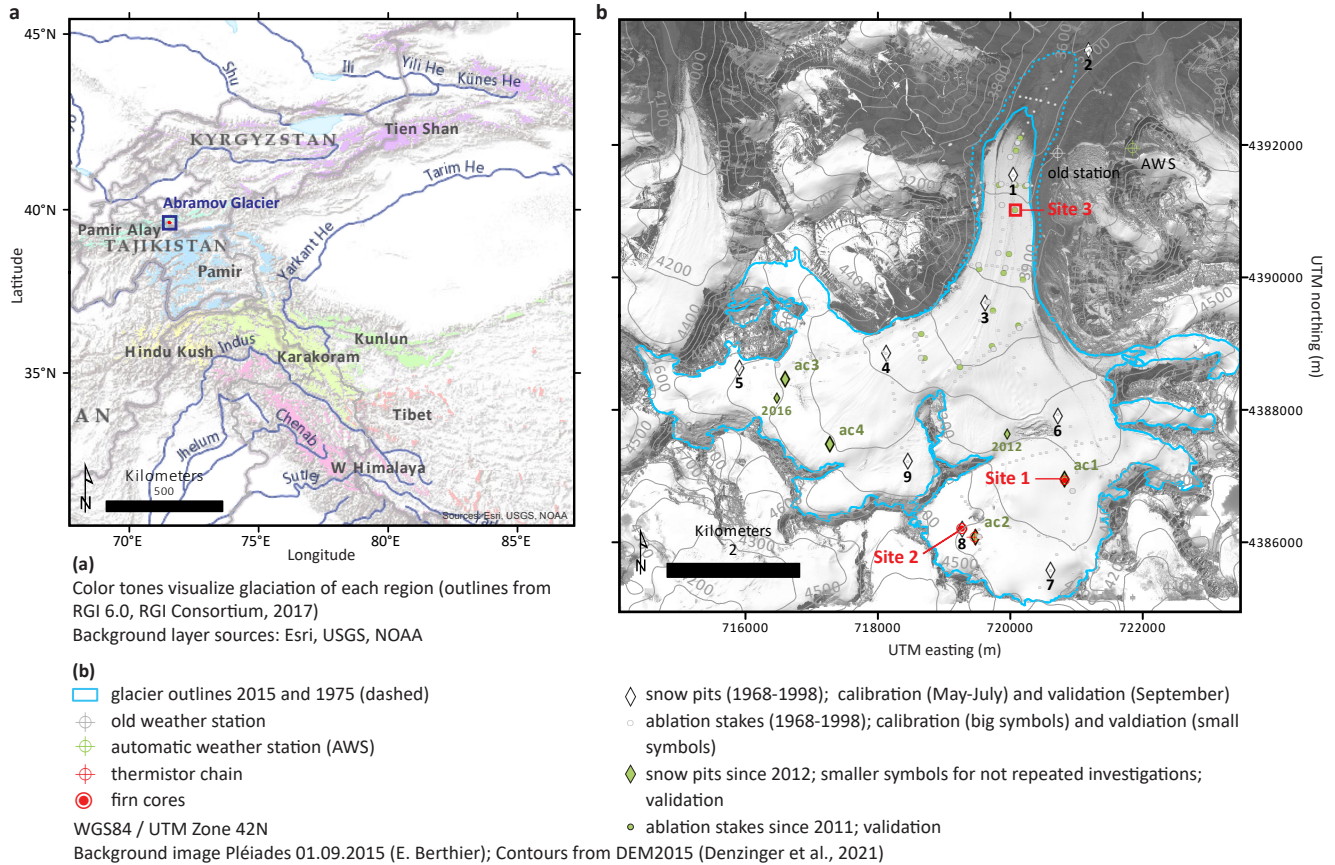 a
45°N
40°N
35°N
Latitude
Ili
Yili He
Künes He
Shu
KYRGYZSTAN
Tien Shan
Tarim He
Abramov Glacier
Pamir Alay
TAJIKISTAN
Pamir
Yarkant He
Hindu Kush
Indus
Karakoram
Kunlun
AN
Jhelum
Chenab
Tibet
W Himalaya
Sutlej
Kilometers
500
N
Sources: Esri, USGS, NOAA
70°E 75°E 80°E 85°E
Longitude
b
716000 718000 720000 722000
4392000
4390000
4388000
4386000
UTM northing (m)
UTM easting (m)
2
old station
AWS
1
Site 3
3900
3
4
5
ac3
2016
ac4
9
6
2012
ac1
Site 1
ac2
8
Site 2
7
4200
4100
3800
3600
4400
4500
4300
Kilometers
2
N
(a)
Color tones visualize glaciation of each region (outlines from
RGI 6.0, RGI Consortium, 2017)
Background layer sources: Esri, USGS, NOAA
(b)
glacier outlines 2015 and 1975 (dashed)
old weather station
automatic weather station (AWS)
thermistor chain
firn cores
snow pits (1968-1998); calibration (May-July) and validation (September)
ablation stakes (1968-1998); calibration (big symbols) and valdiation (small
symbols)
snow pits since 2012; smaller symbols for not repeated investigations;
validation
ablation stakes since 2011; validation
WGS84 / UTM Zone 42N
Background image Pléiades 01.09.2015 (E. Berthier); Contours from DEM2015 (Denzinger et al., 2021)